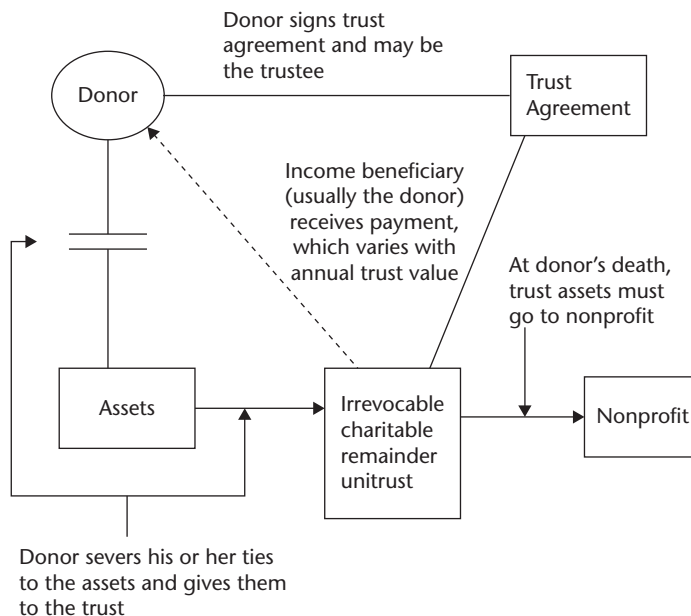 Donor signs trust
agreement and may be
the trustee
Donor
Trust
Agreement
Income beneficiary
(usually the donor)
receives payment,
which varies with
annual trust value
At donor’s death,
trust assets must
go to nonprofit
Assets
Irrevocable
charitable
remainder
unitrust
Nonprofit
Donor severs his or her ties
to the assets and gives them
to the trust